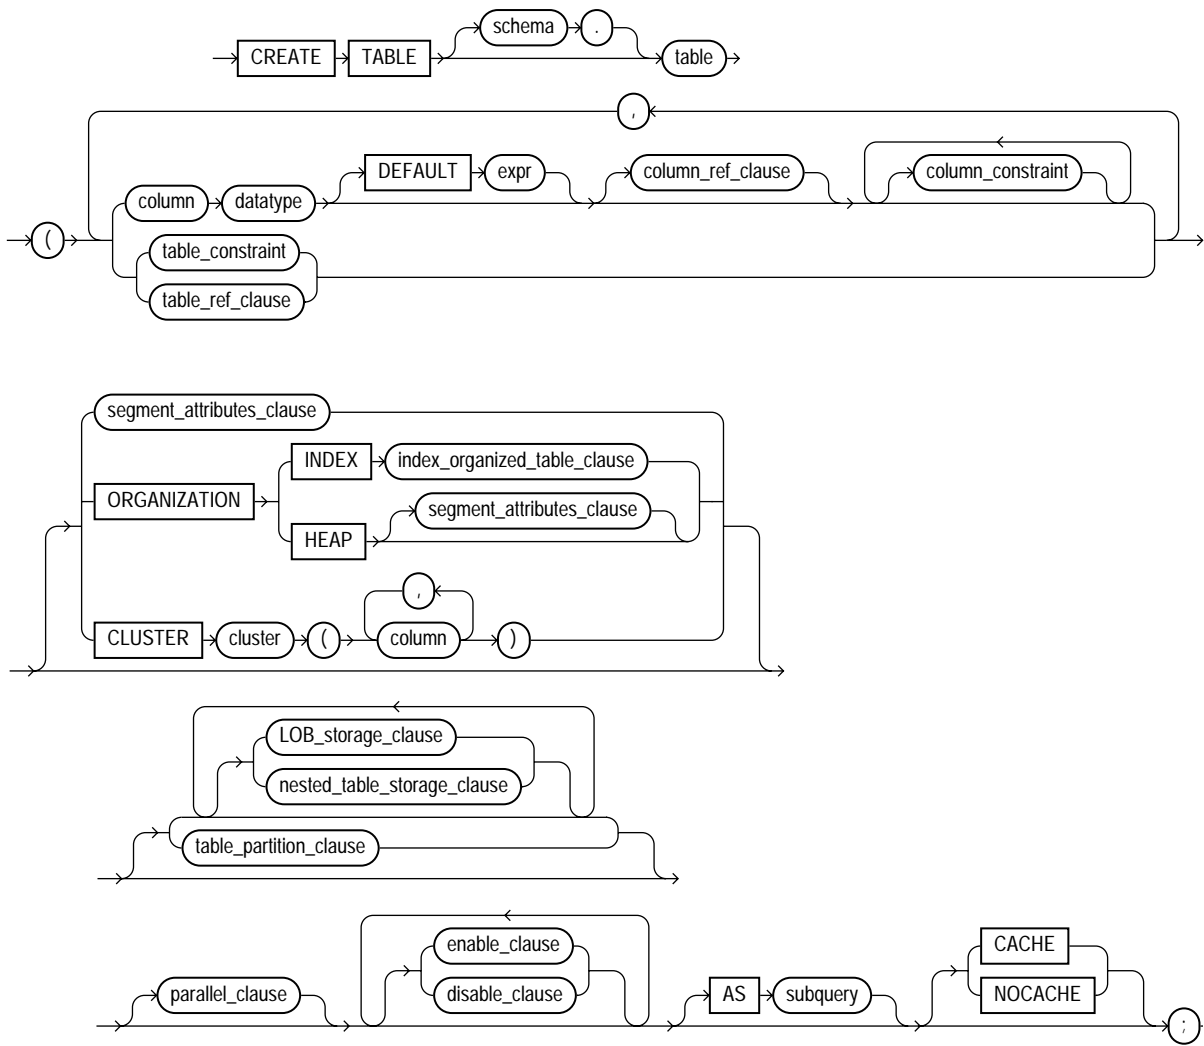 CREATE TABLE schema . table
,
DEFAULT expr column_ref_clause column_constraint
column datatype
(
table_constraint
table_ref_clause
segment_attributes_clause
INDEX index_organized_table_clause
ORGANIZATION
segment_attributes_clause
HEAP
,
CLUSTER cluster ( column )
LOB_storage_clause
nested_table_storage_clause
table_partition_clause
enable_clause CACHE
parallel_clause disable_clause AS subquery NOCACHE
;